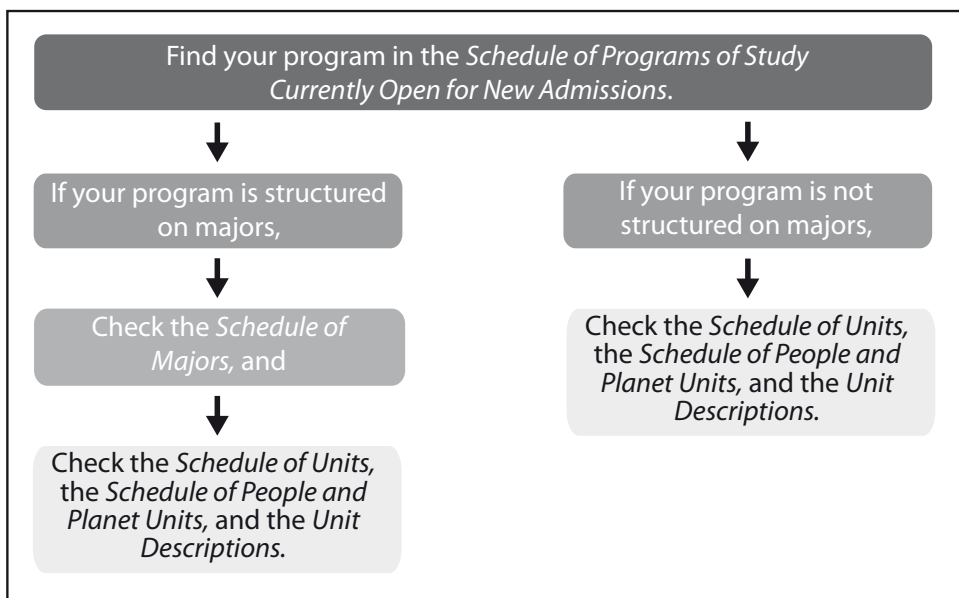 Find your program in the Schedule of Programs of Study
Currently Open for New Admissions.
If your program is structured
on majors,
Check the Schedule of
Majors, and
Check the Schedule of Units,
the Schedule of People and
Planet Units, and the Unit
Descriptions.
If your program is not
structured on majors,
Check the Schedule of Units,
the Schedule of People and
Planet Units, and the Unit
Descriptions.